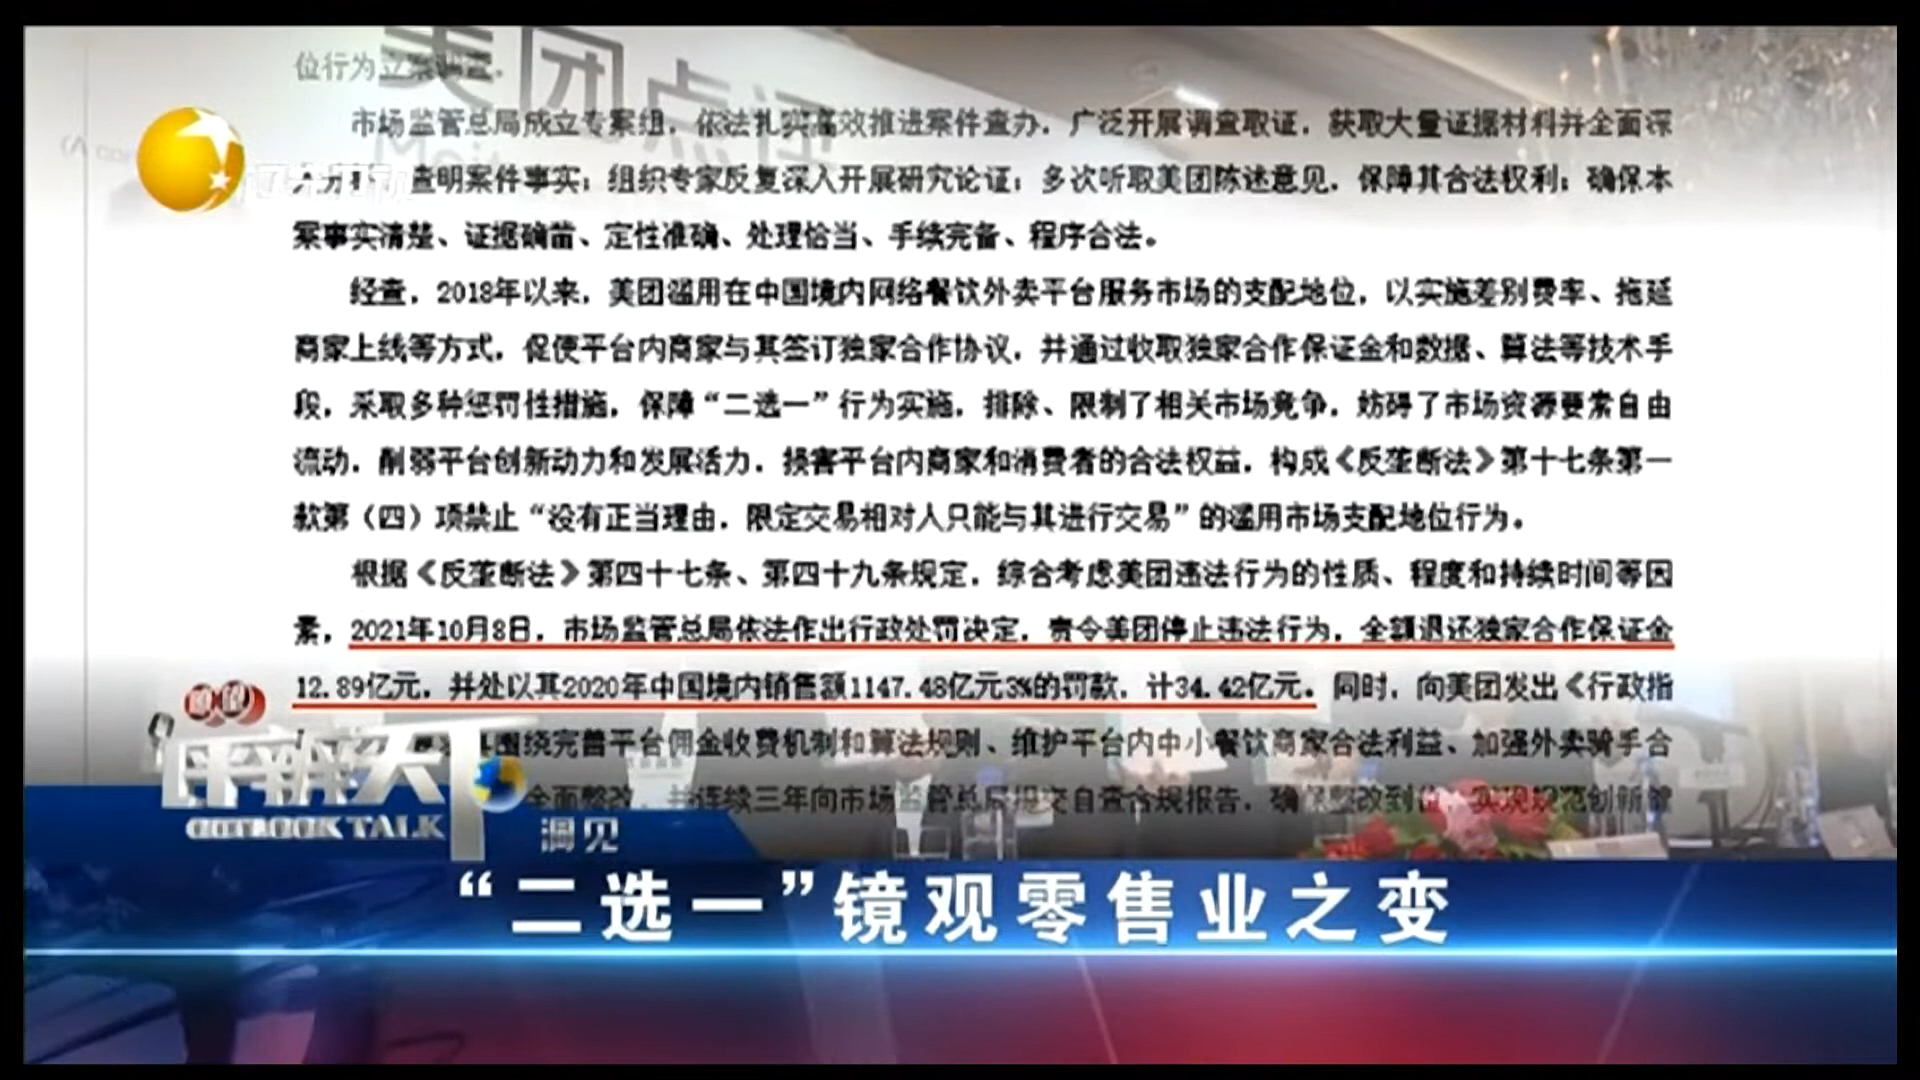 美团点评
位行为立案调查。
市场监管总局成立专案组，依法扎实高效推进案件查办，广泛开展调查取证，获取大量证据材料并全面深
查明案件事实；组织专家反复深入开展研究论证；多次听取美团陈述意见，保障其合法权利；确保本
案事实清楚、证据确凿、定性准确、处理恰当、手续完备、程序合法。
经查，2018年以来，美团滥用在中国境内网络餐饮外卖平台服务市场的支配地位，以实施差别费率、拖延
商家上线等方式，促使平台内商家与其签订独家合作协议，并通过收取独家合作保证金和数据、算法等技术手
段，采取多种惩罚性措施，保障“二选一”行为实施，排除、限制了相关市场竞争，妨碍了市场资源要素自由
流动，削弱平台创新动力和发展活力，损害平台内商家和消费者的合法权益，构成《反垄断法》第十七条第一
款第（四）项禁止“没有正当理由，限定交易相对人只能与其进行交易”的滥用市场支配地位行为。
根据《反垄断法》第四十七条、第四十九条规定，综合考虑美团违法行为的性质、程度和持续时间等因
素，2021年10月8日，市场监管总局依法作出行政处罚决定，责令美团停止违法行为，全额退还独家合作保证金
12.89亿元，并处以其2020年中国境内销售额1147.48亿元3%的罚款，计34.42亿元。同时，向美团发出《行政指
围绕完善平台佣金收费机制和算法规则、维护平台内中小餐饮商家合法利益、加强外卖骑手合
全面整改，并连续三年向市场监管总局提交自查合规报告，确保整改到位，实现规范创新健
瞭望
评辨天下
OUTLOOK TALK
洞见
“二选一”镜观零售业之变